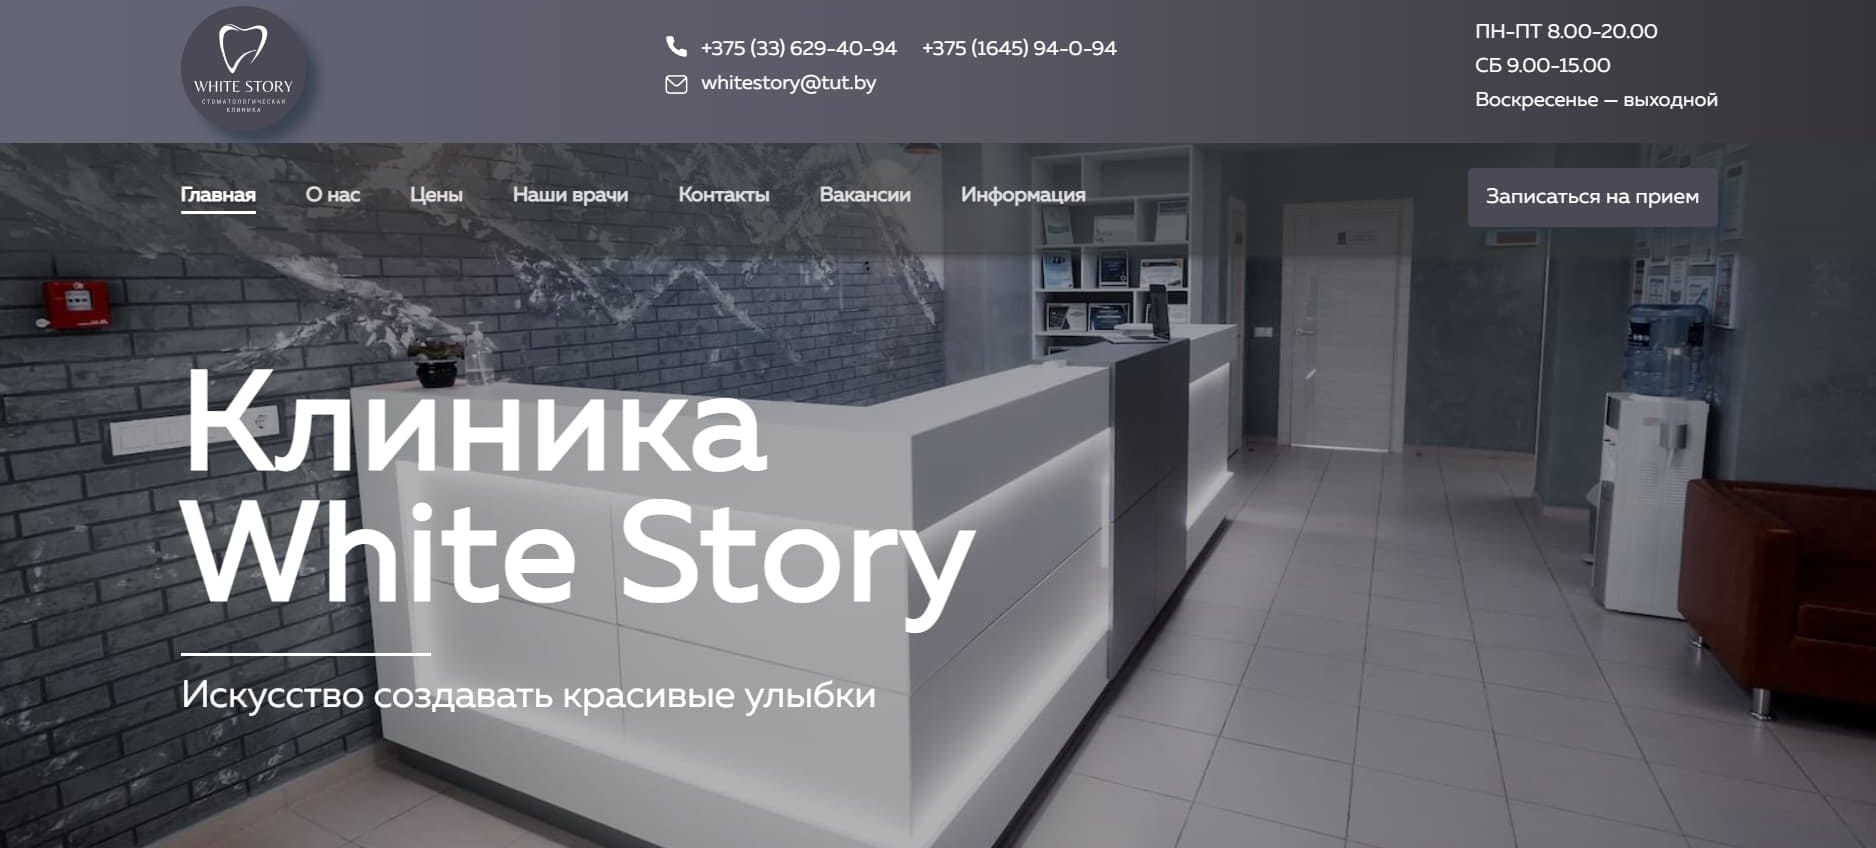 WHITE STORY
СТОМАТОЛОГИЧЕСКАЯ
КЛИНИКА
+375 (33) 629-40-94 +375 (1645) 94-0-94
whitestory@tut.by
ПН-ПТ 8.00-20.00
СБ 9.00-15.00
Воскресенье — выходной
Главная О нас Цены Наши врачи Контакты Вакансии Информация
Записаться на прием
Клиника
White Story
Искусство создавать красивые улыбки